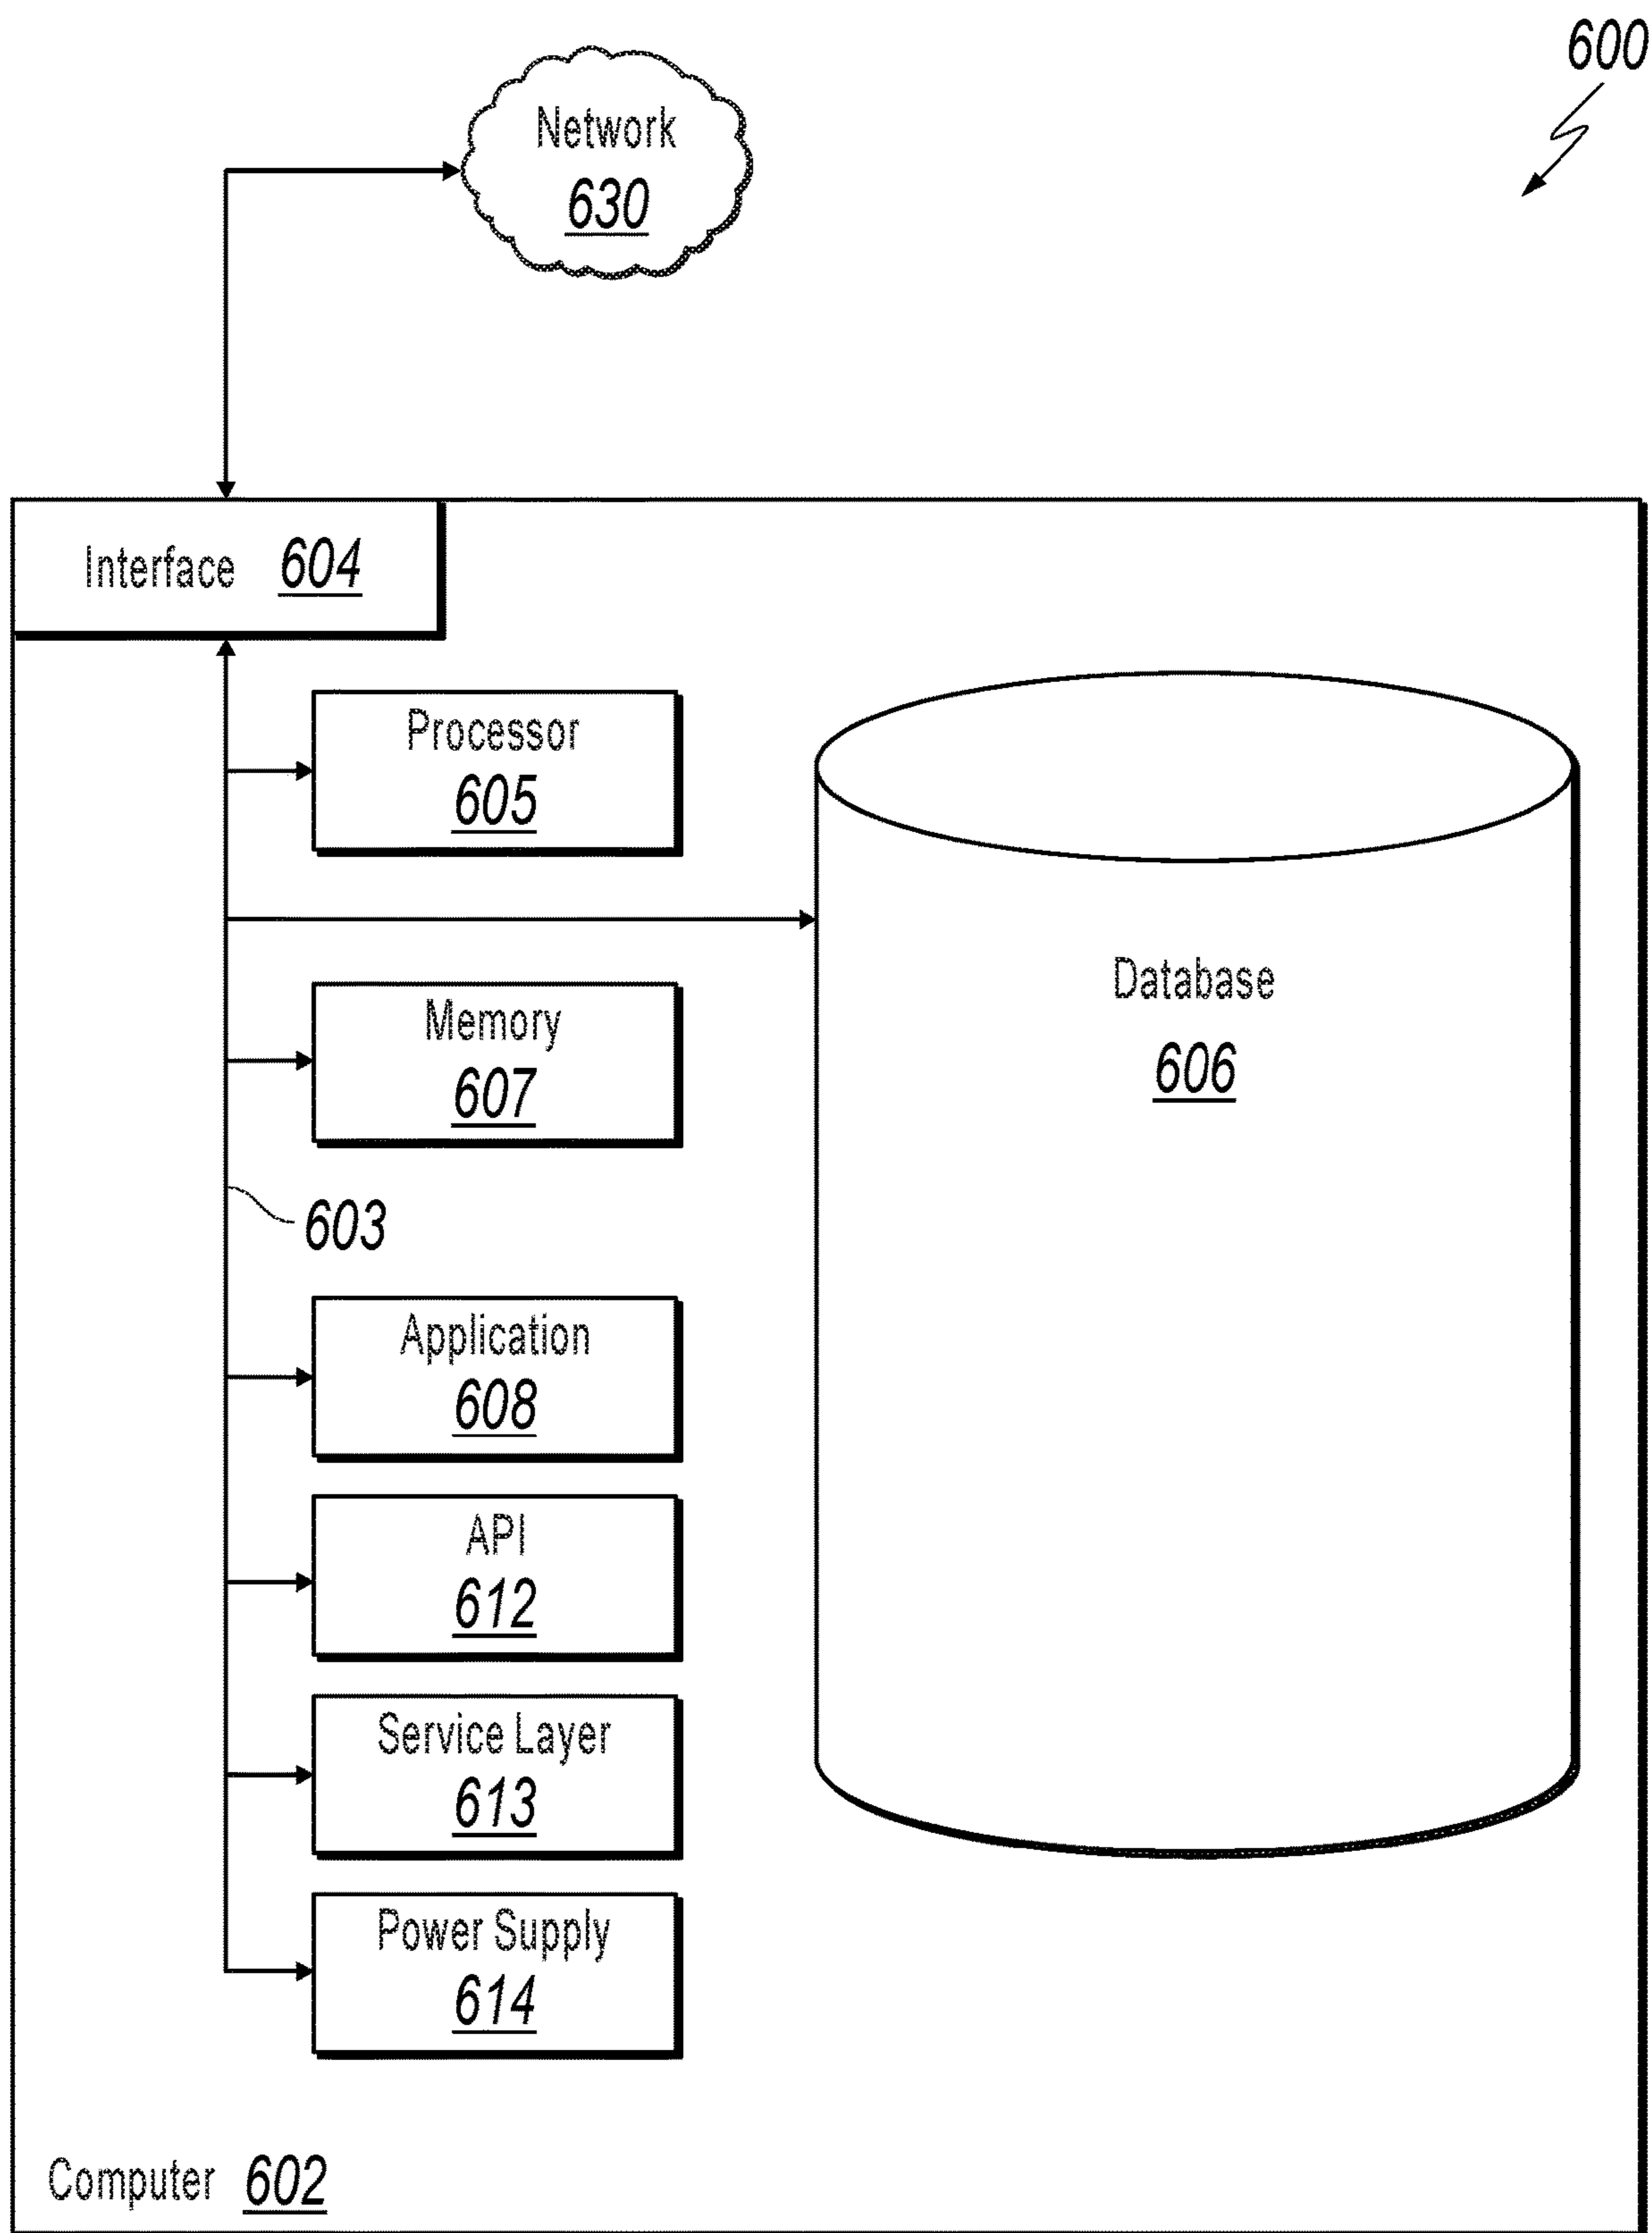 600
Network
630
Interface 604
Processor
605
Database
606
Memory
607
603
Application
608
API
612
Service Layer
613
Power Supply
614
Computer 602